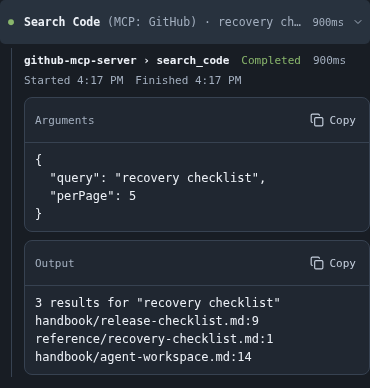 Search Code (MCP: GitHub) · recovery ch… 900ms
github-mcp-server › search_code Completed 900ms
Started 4:17 PM Finished 4:17 PM
Arguments Copy
{
  "query": "recovery checklist",
  "perPage": 5
}
Output Copy
3 results for "recovery checklist"
handbook/release-checklist.md:9
reference/recovery-checklist.md:1
handbook/agent-workspace.md:14